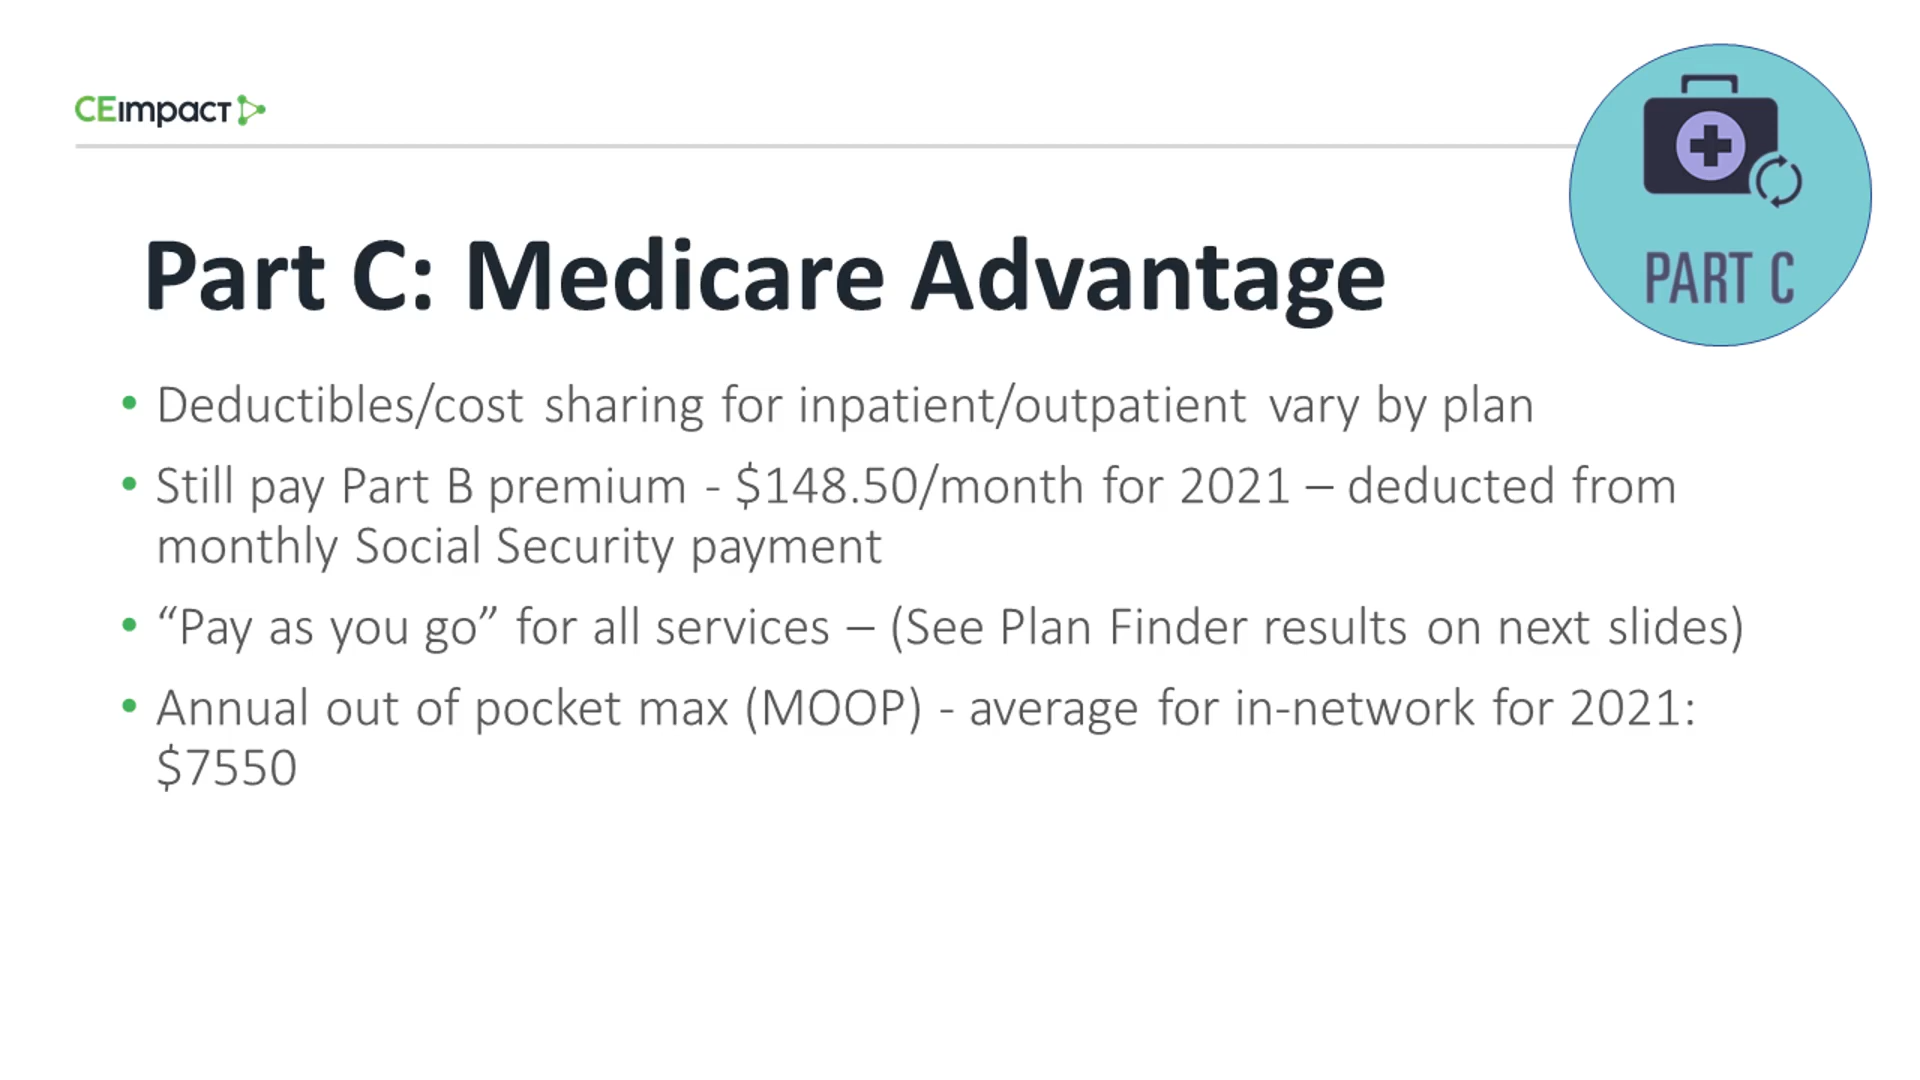 CEimpact
PART C
Part C: Medicare Advantage
• Deductibles/cost sharing for inpatient/outpatient vary by plan
• Still pay Part B premium - $148.50/month for 2021 – deducted from
monthly Social Security payment
• “Pay as you go” for all services – (See Plan Finder results on next slides)
• Annual out of pocket max (MOOP) - average for in-network for 2021:
$7550